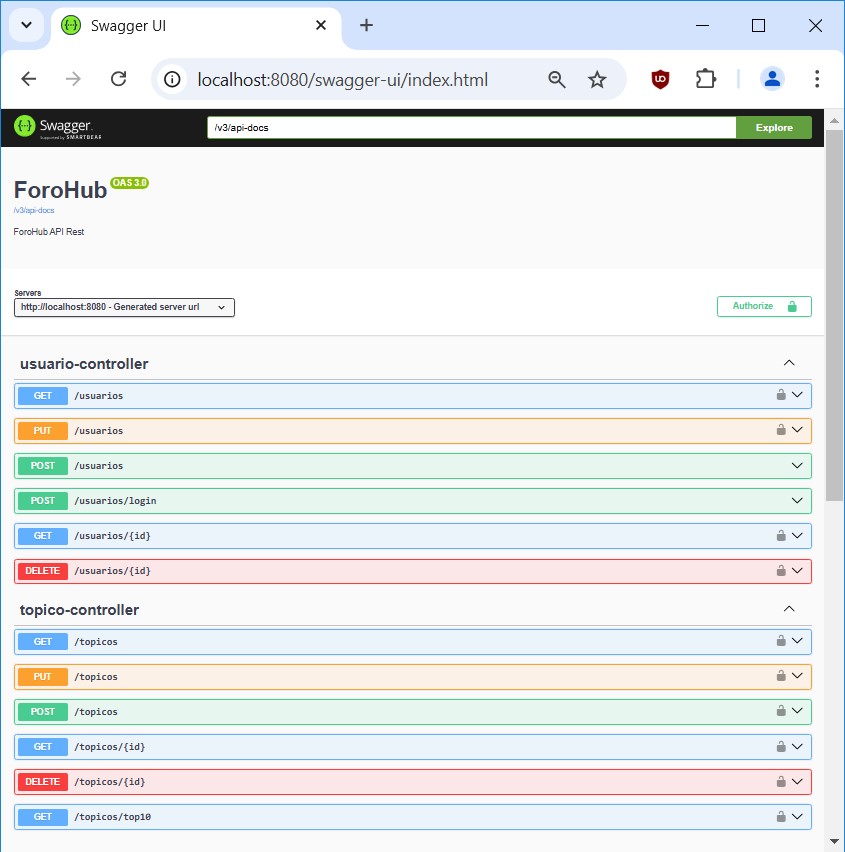 Swagger UI
localhost:8080/swagger-ui/index.html
Swagger.
Supported by SMARTBEAR
/v3/api-docs
Explore
ForoHub OAS 3.0
/v3/api-docs
ForoHub API Rest
Servers
http://localhost:8080 - Generated server url
Authorize
usuario-controller
GET /usuarios
PUT /usuarios
POST /usuarios
POST /usuarios/login
GET /usuarios/{id}
DELETE /usuarios/{id}
topico-controller
GET /topicos
PUT /topicos
POST /topicos
GET /topicos/{id}
DELETE /topicos/{id}
GET /topicos/top10